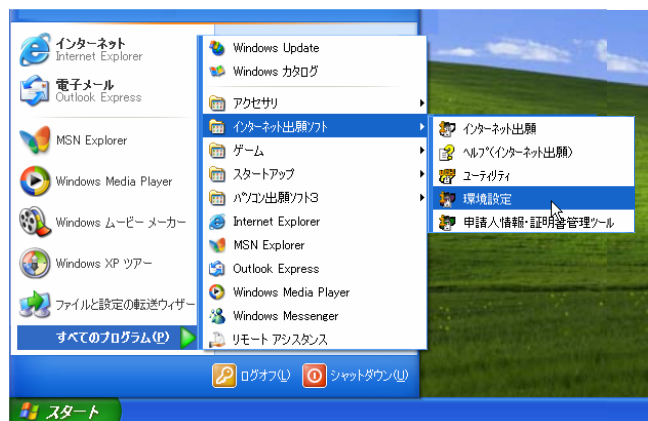 インターネット
Internet Explorer
電子メール
Outlook Express
MSN Explorer
Windows Media Player
Windows ムービー メーカー
Windows XP ツアー
ファイルと設定の転送ウィザー
すべてのプログラム(P)
Windows Update
Windows カタログ
アクセサリ
インターネット出願ソフト
ゲーム
スタートアップ
パソコン出願ソフト3
Internet Explorer
MSN Explorer
Outlook Express
Windows Media Player
Windows Messenger
リモート アシスタンス
インターネット出願
ヘルプ(インターネット出願)
ユーティリティ
環境設定
申請人情報・証明書管理ツール
ログオフ(L)
シャットダウン(U)
スタート